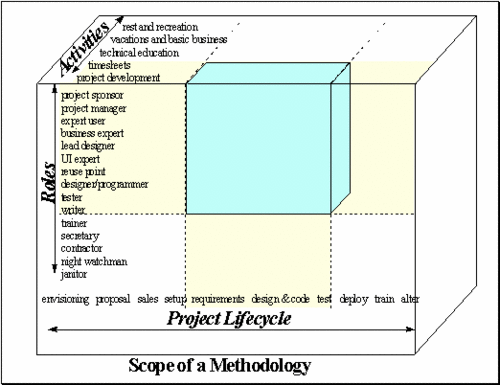 Activities
rest and recreation
vacations and basic business
technical education
timesheets
project development
Roles
project sponsor
project manager
expert user
business expert
lead designer
UI expert
reuse point
designer/programmer
tester
writer
trainer
secretary
contractor
night watchman
janitor
envisioning proposal sales setup requirements design & code test deploy train alter
Project Lifecycle
Scope of a Methodology